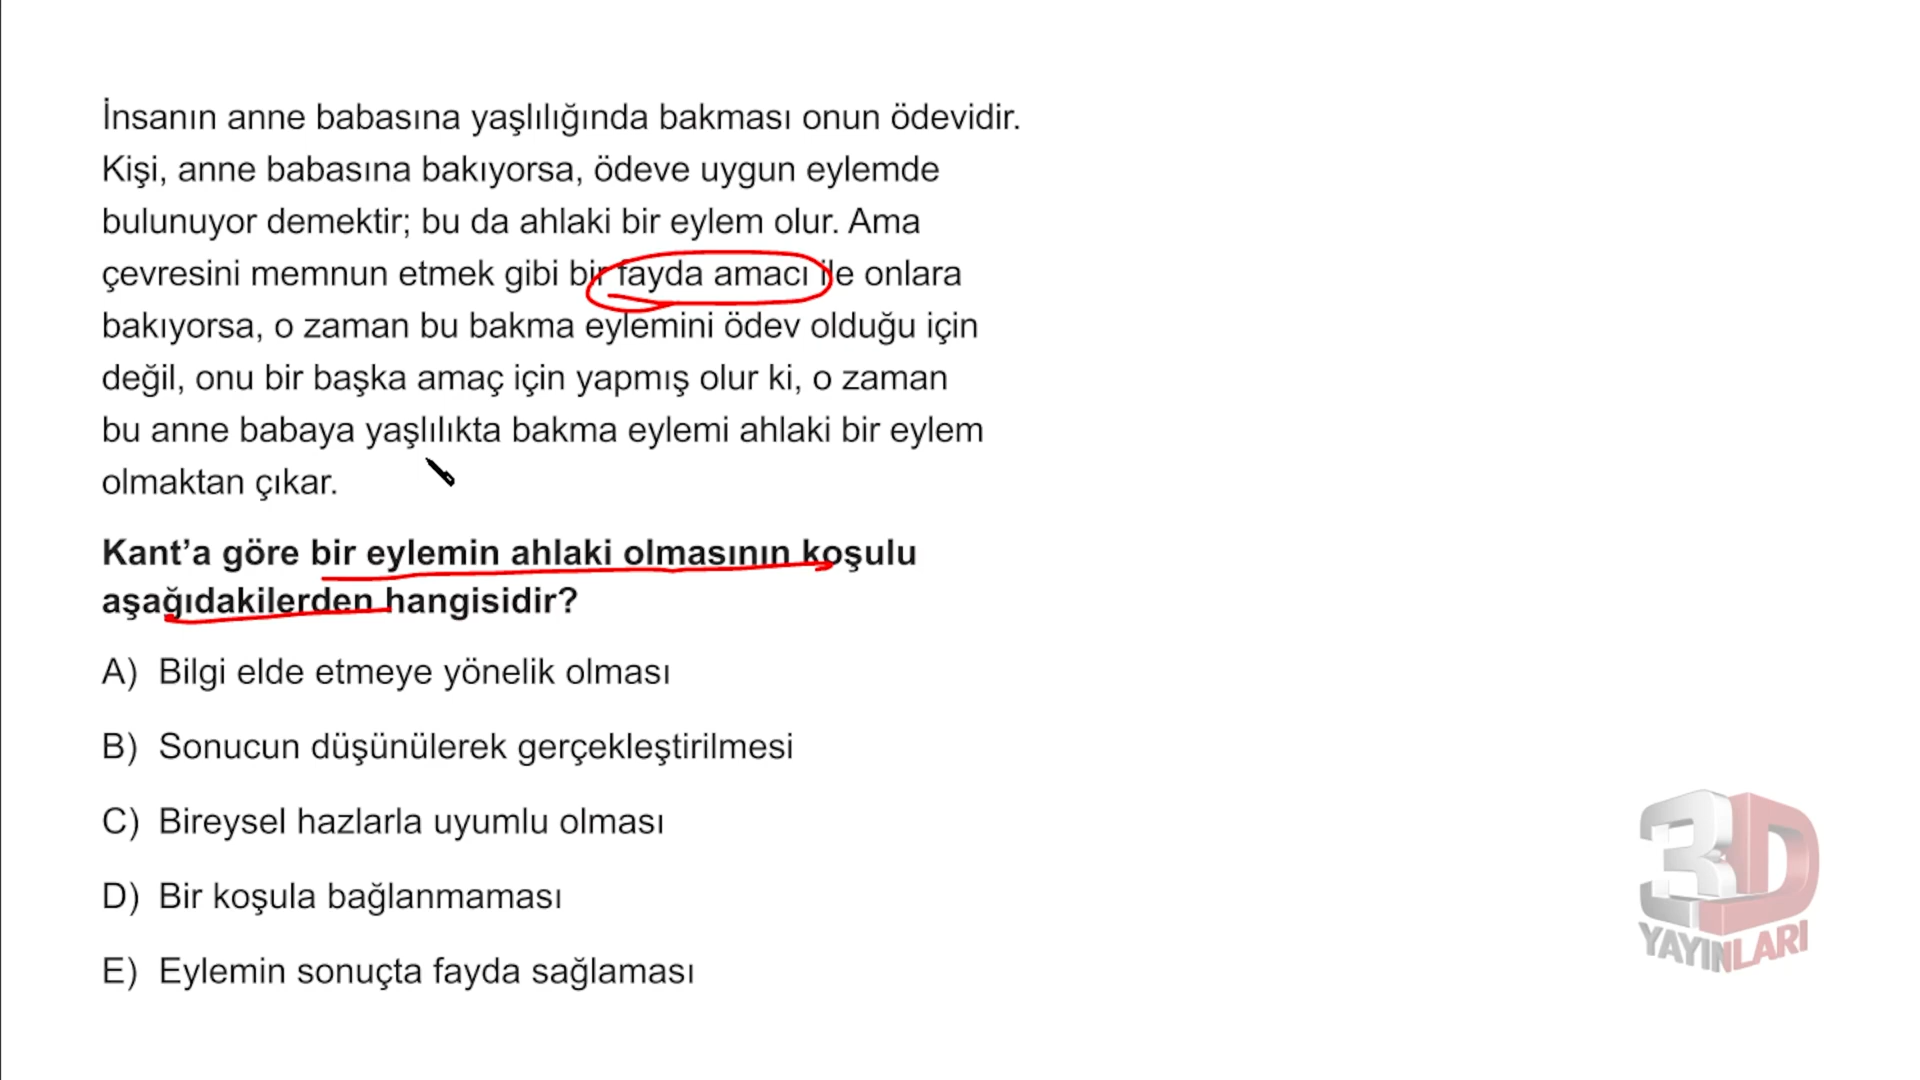 İnsanın anne babasına yaşlılığında bakması onun ödevidir.
Kişi, anne babasına bakıyorsa, ödeve uygun eylemde
bulunuyor demektir; bu da ahlaki bir eylem olur. Ama
çevresini memnun etmek gibi bir fayda amacı ile onlara
bakıyorsa, o zaman bu bakma eylemini ödev olduğu için
değil, onu bir başka amaç için yapmış olur ki, o zaman
bu anne babaya yaşlılıkta bakma eylemi ahlaki bir eylem
olmaktan çıkar.
Kant’a göre bir eylemin ahlaki olmasının koşulu
aşağıdakilerden hangisidir?
A) Bilgi elde etmeye yönelik olması
B) Sonucun düşünülerek gerçekleştirilmesi
C) Bireysel hazlarla uyumlu olması
D) Bir koşula bağlanmaması
E) Eylemin sonuçta fayda sağlaması
3D
YAYINLARI